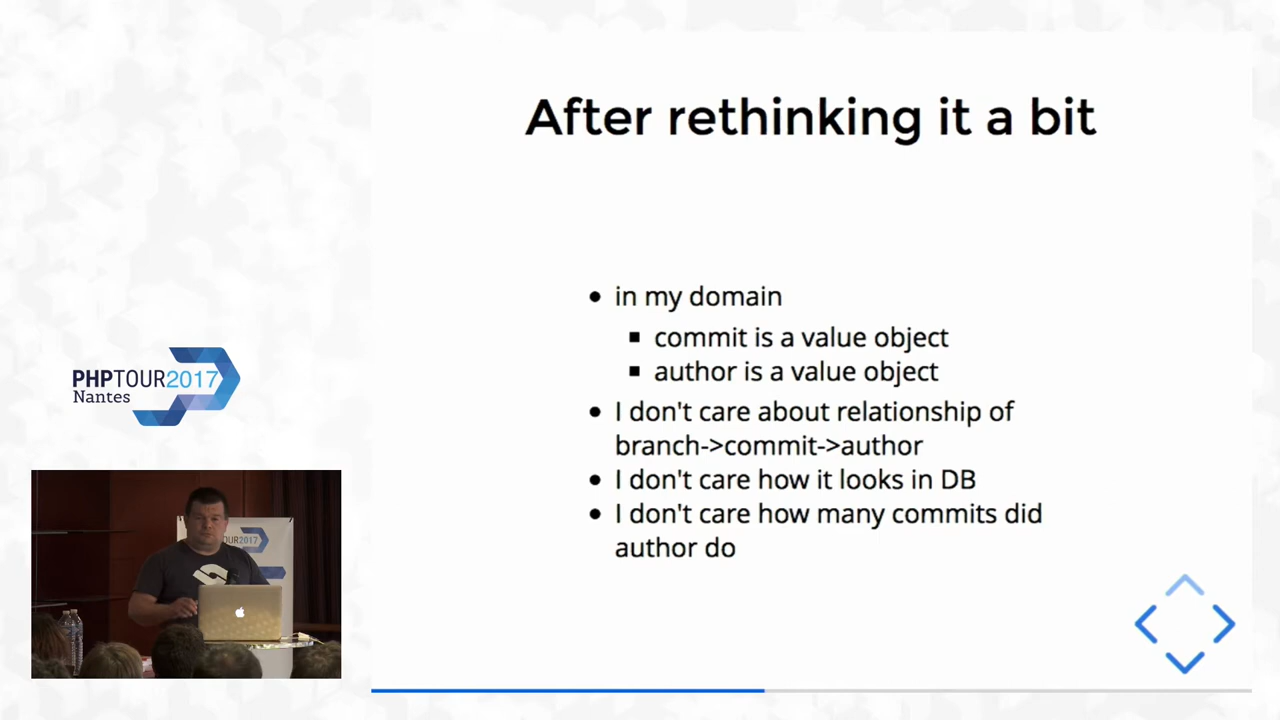 After rethinking it a bit
in my domain
commit is a value object
author is a value object
I don't care about relationship of
branch->commit->author
I don't care how it looks in DB
I don't care how many commits did
author do
PHPTOUR2017
Nantes
OUR2017